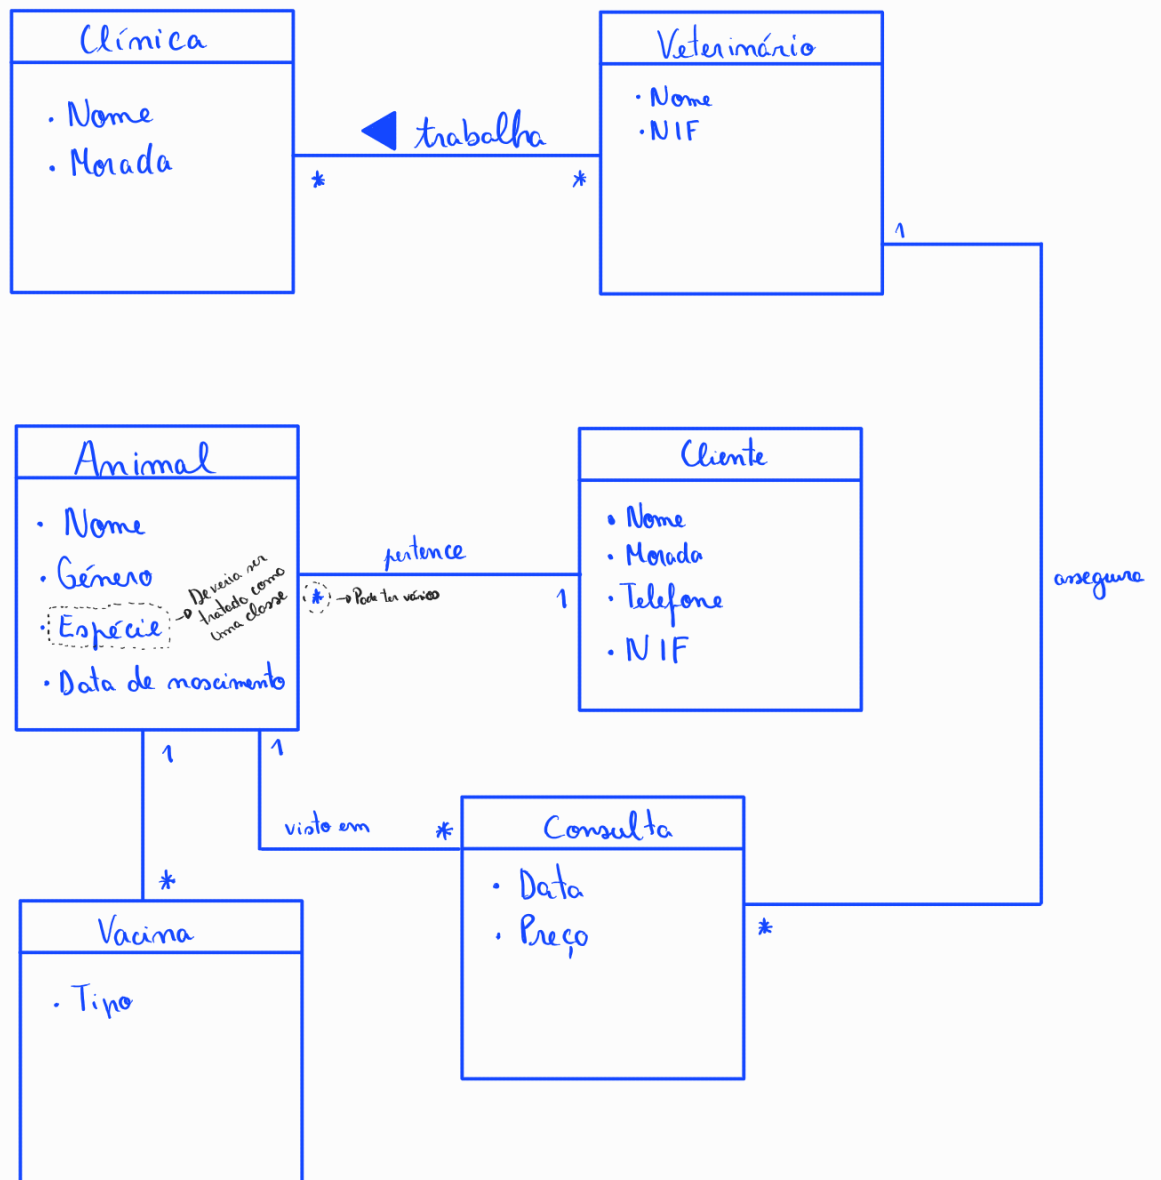 Clínica
· Nome
· Morada
◀ trabalha
*
*
Veterinário
· Nome
· NIF
1
Animal
· Nome
· Género
· Espécie
→ Deveria ser
tratado como
uma classe
· Data de nascimento
pertence
* → Pode ter vários
1
Cliente
· Nome
· Morada
· Telefone
· NIF
assegura
1
1
visto em
*
*
Vacina
· Tipo
Consulta
· Data
· Preço
*